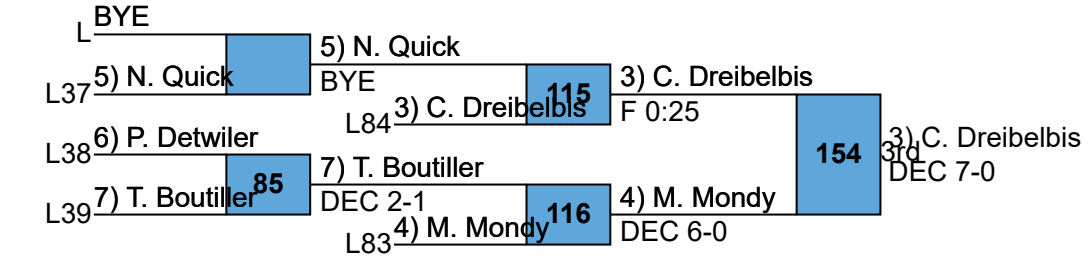 BYE
L
5) N. Quick
L37
5) N. Quick
BYE
115
3) C. Dreibelbis
L84
3) C. Dreibelbis
F 0:25
6) P. Detwiler
L38
85
7) T. Boutiller
L39
7) T. Boutiller
DEC 2-1
116
4) M. Mondy
L83
4) M. Mondy
DEC 6-0
154
3) C. Dreibelbis
3rd
DEC 7-0